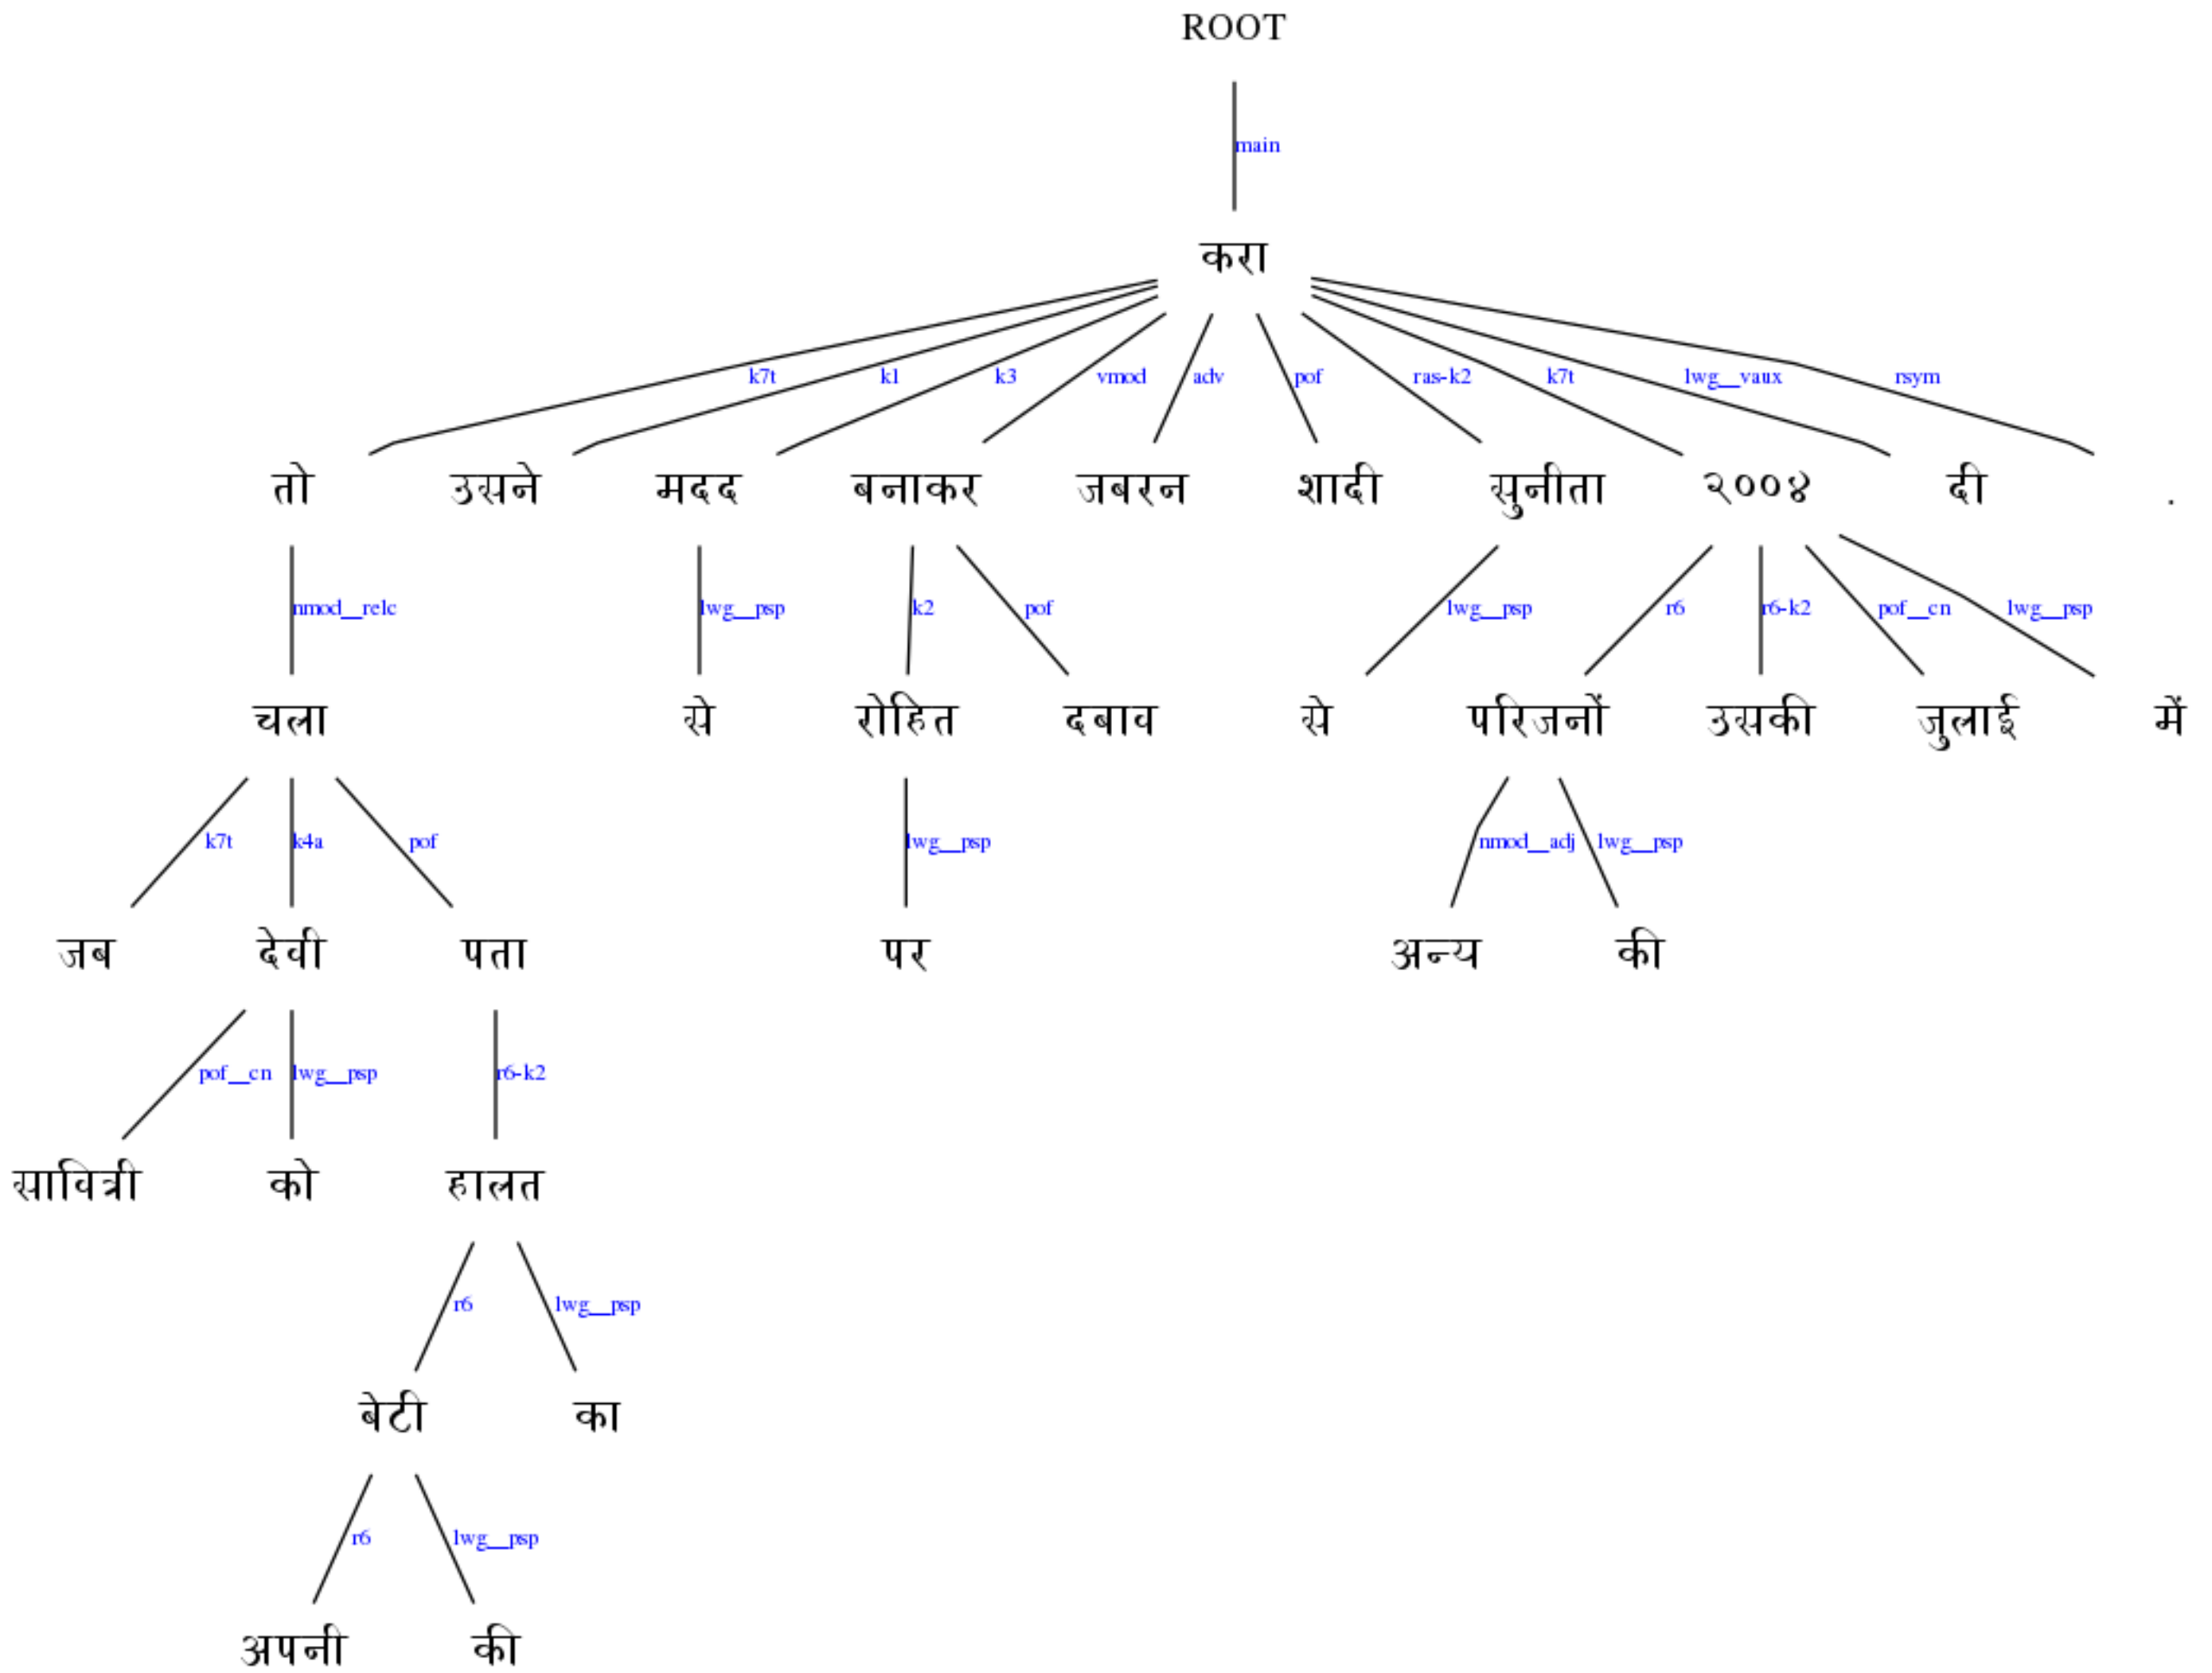 ROOT
main
करा
k7t k1 k3 vmod adv pof ras-k2 k7t lwg__vaux rsym
तो उसने मदद बनाकर जबरन शादी सुनीता २००४ दी .
nmod__relc lwg__psp k2 pof lwg__psp r6 r6-k2 pof__cn lwg__psp
चला से रोहित दबाव से परिजनों उसकी जुलाई में
k7t k4a pof lwg__psp nmod__adj lwg__psp
जब देवी पता पर अन्य की
pof__cn lwg__psp r6-k2
सावित्री को हालत
r6 lwg__psp
बेटी का
r6 lwg__psp
अपनी की